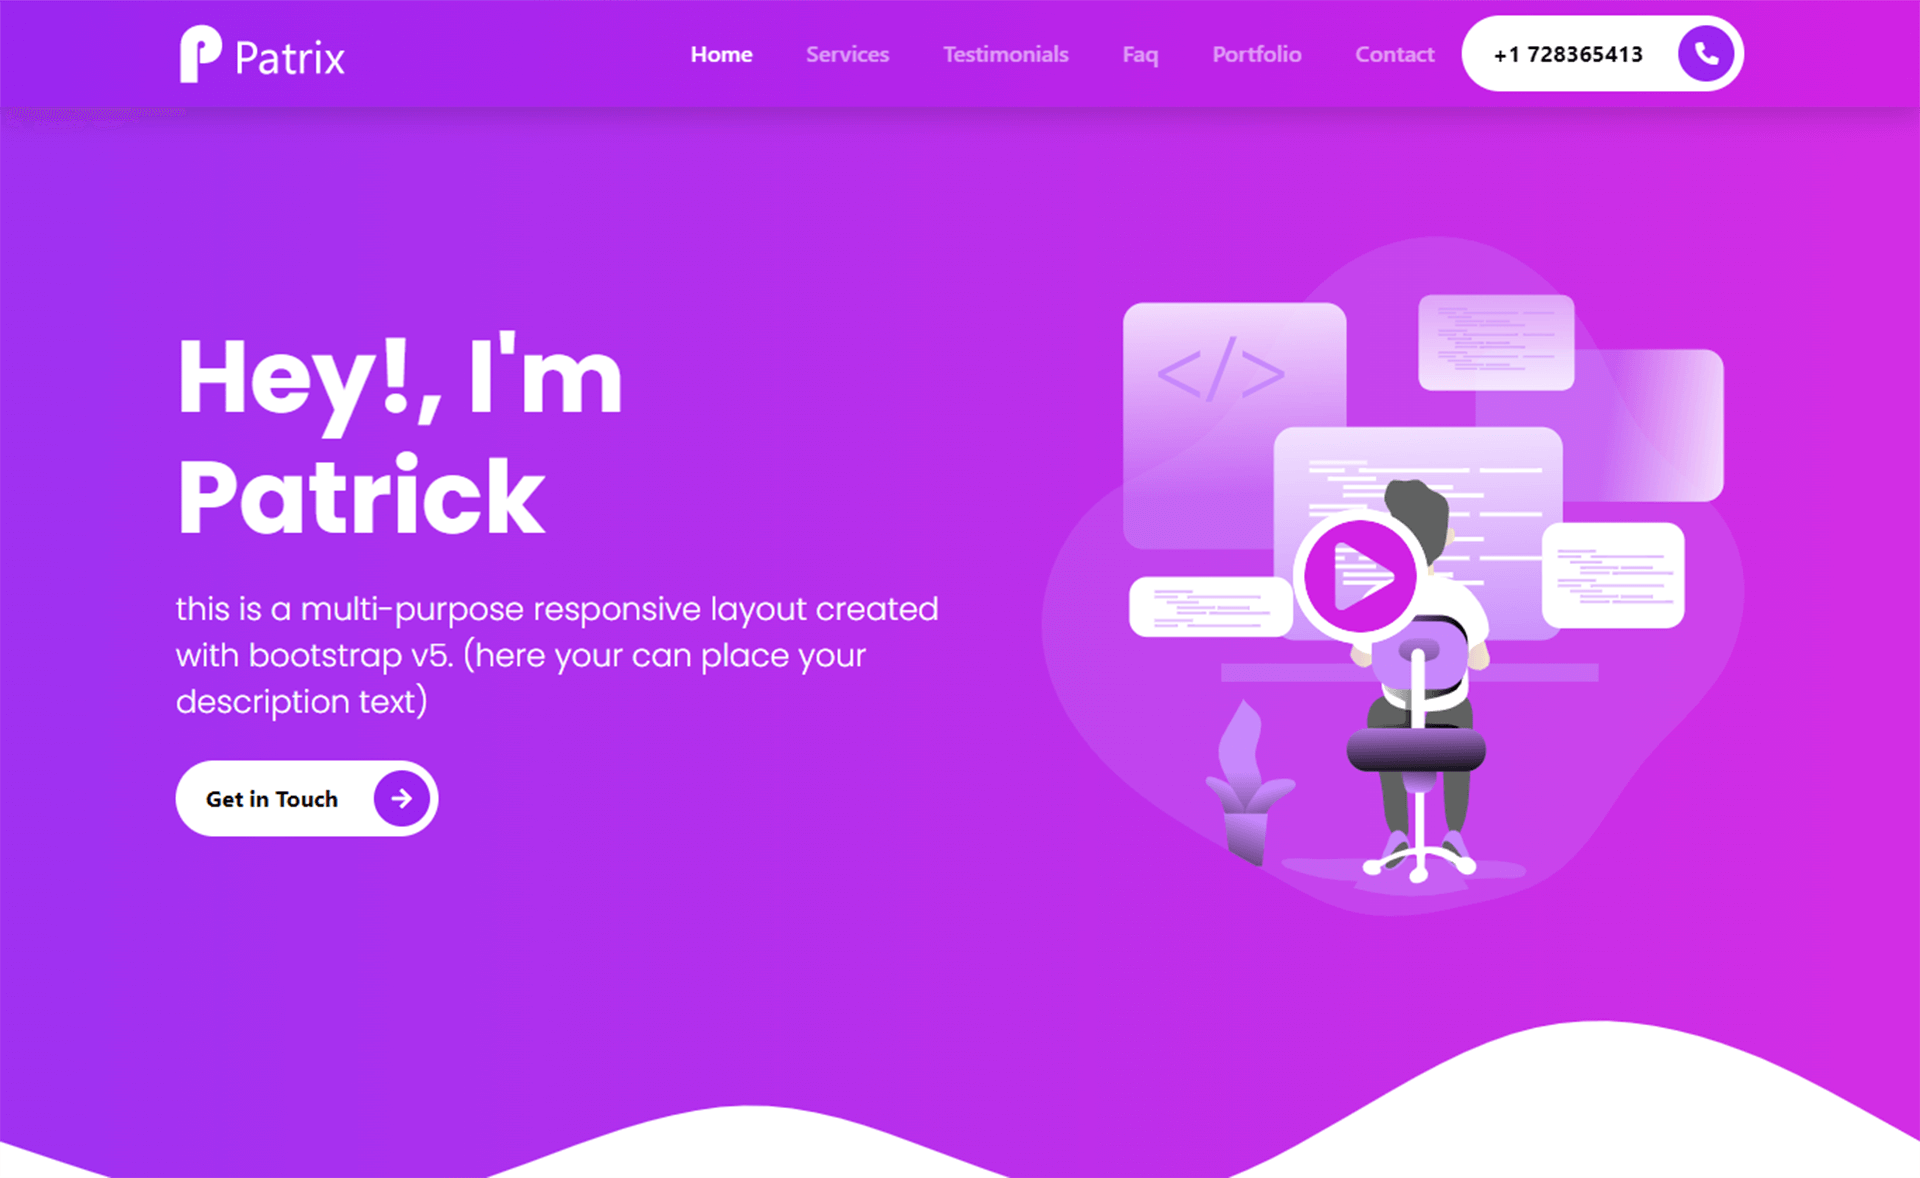 Patrix
Home
Services
Testimonials
Faq
Portfolio
Contact
+1 728365413
Hey!, I'm
Patrick
this is a multi-purpose responsive layout created
with bootstrap v5. (here your can place your
description text)
Get in Touch
</>